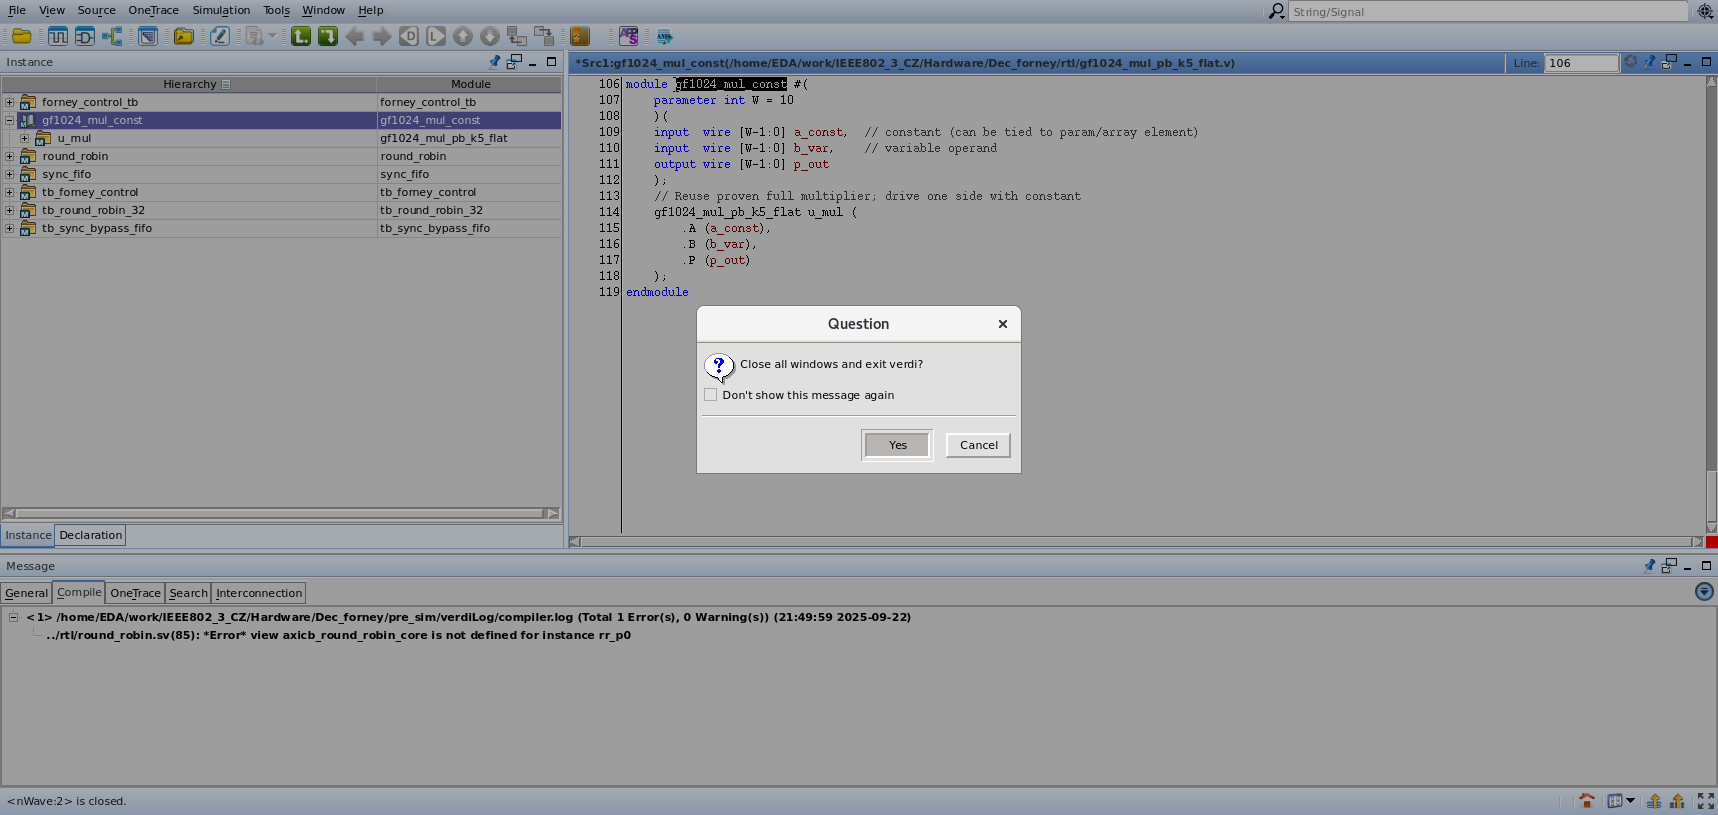 File View Source OneTrace Simulation Tools Window Help
String/Signal
Instance
Hierarchy Module
forney_control_tb forney_control_tb
gf1024_mul_const gf1024_mul_const
u_mul gf1024_mul_pb_k5_flat
round_robin round_robin
sync_fifo sync_fifo
tb_forney_control tb_forney_control
tb_round_robin_32 tb_round_robin_32
tb_sync_bypass_fifo tb_sync_bypass_fifo
Instance Declaration
*Src1:gf1024_mul_const(/home/EDA/work/IEEE802_3_CZ/Hardware/Dec_forney/rtl/gf1024_mul_pb_k5_flat.v)
Line: 106
106 module gf1024_mul_const #(
107 parameter int W = 10
108 )(
109 input wire [W-1:0] a_const, // constant (can be tied to param/array element)
110 input wire [W-1:0] b_var, // variable operand
111 output wire [W-1:0] p_out
112 );
113 // Reuse proven full multiplier; drive one side with constant
114 gf1024_mul_pb_k5_flat u_mul (
115 .A (a_const),
116 .B (b_var),
117 .P (p_out)
118 );
119 endmodule
Question
Close all windows and exit verdi?
Don't show this message again
Yes Cancel
Message
General Compile OneTrace Search Interconnection
<1> /home/EDA/work/IEEE802_3_CZ/Hardware/Dec_forney/pre_sim/verdiLog/compiler.log (Total 1 Error(s), 0 Warning(s)) (21:49:59 2025-09-22)
../rtl/round_robin.sv(85): *Error* view axicb_round_robin_core is not defined for instance rr_p0
<nWave:2> is closed.